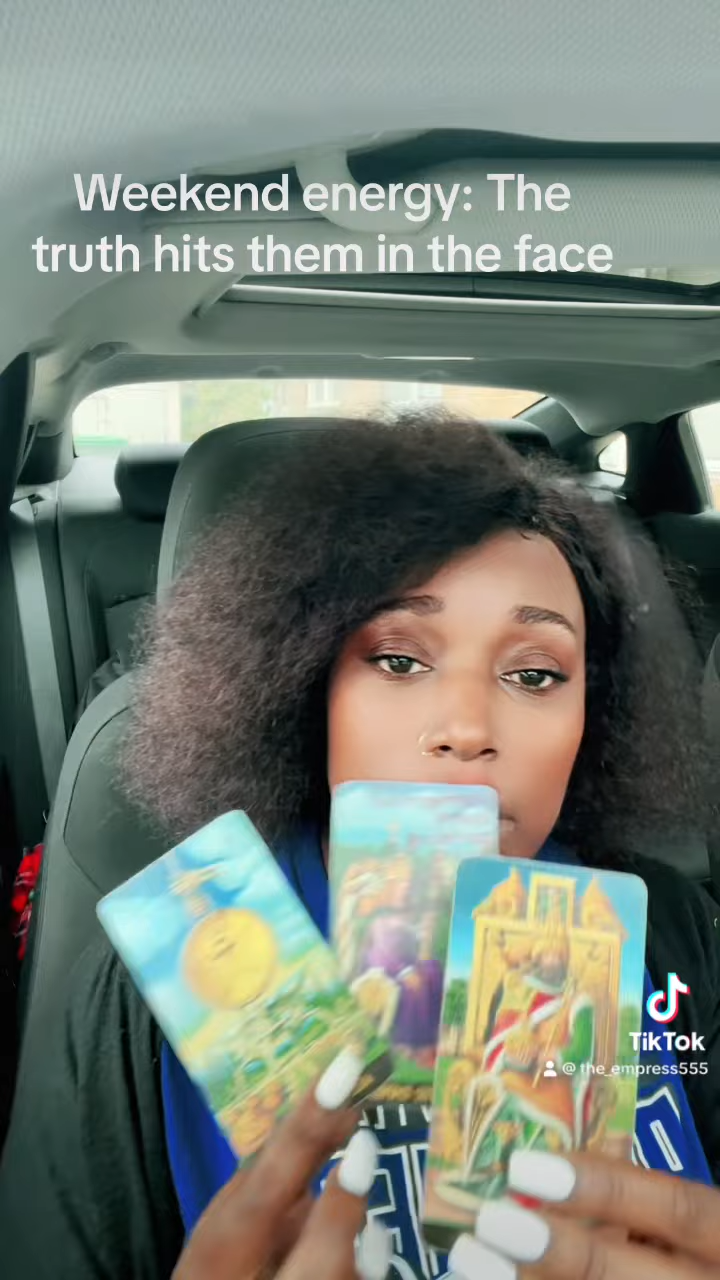 Weekend energy: The
truth hits them in the face
TikTok
@the_empress555